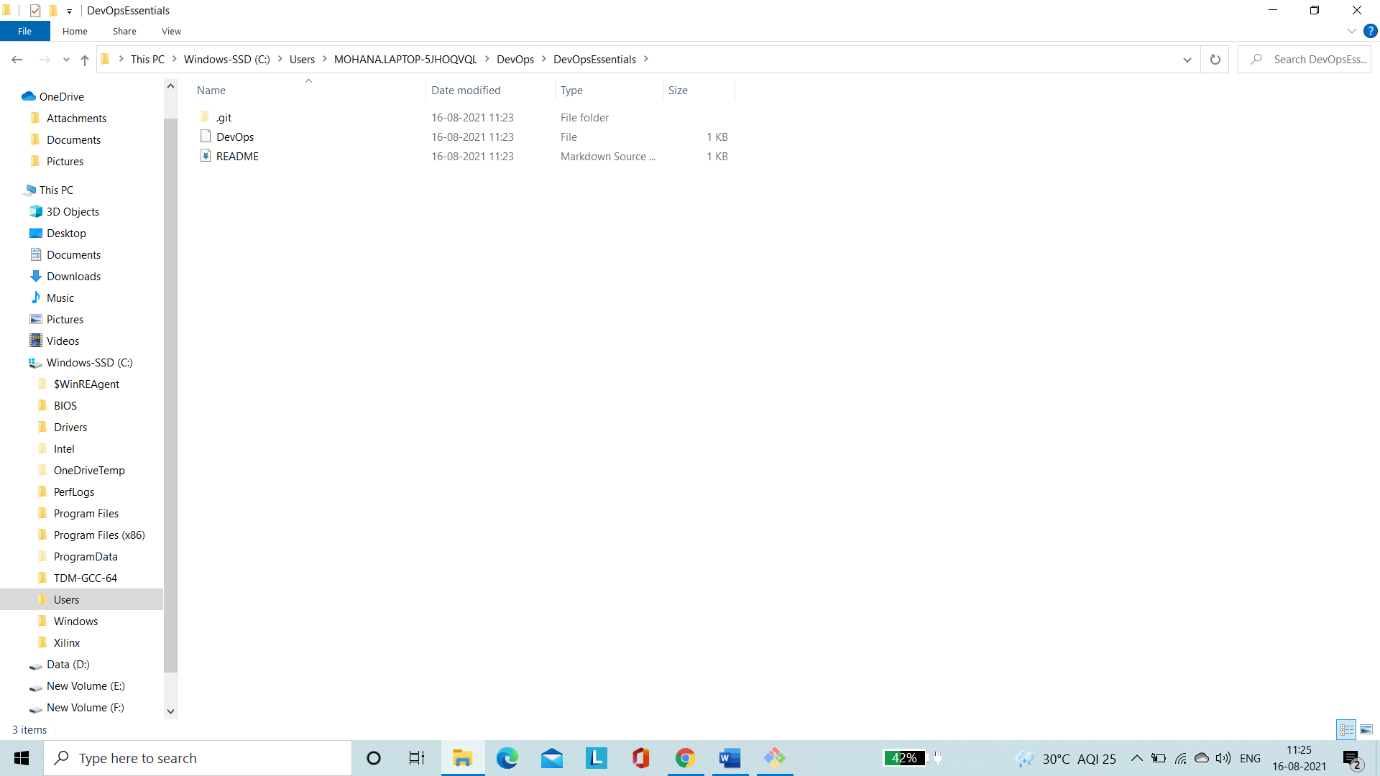 DevOpsEssentials
File Home Share View
This PC Windows-SSD (C:) Users MOHANA.LAPTOP-5JHOQVQL DevOps DevOpsEssentials Search DevOpsEss...
Name Date modified Type Size
.git 16-08-2021 11:23 File folder
DevOps 16-08-2021 11:23 File 1 KB
README 16-08-2021 11:23 Markdown Source ... 1 KB
OneDrive
Attachments
Documents
Pictures
This PC
3D Objects
Desktop
Documents
Downloads
Music
Pictures
Videos
Windows-SSD (C:)
$WinREAgent
BIOS
Drivers
Intel
OneDriveTemp
PerfLogs
Program Files
Program Files (x86)
ProgramData
TDM-GCC-64
Users
Windows
Xilinx
Data (D:)
New Volume (E:)
New Volume (F:)
3 items
Type here to search 42% 30°C AQI 25 ENG 11:25
16-08-2021 2